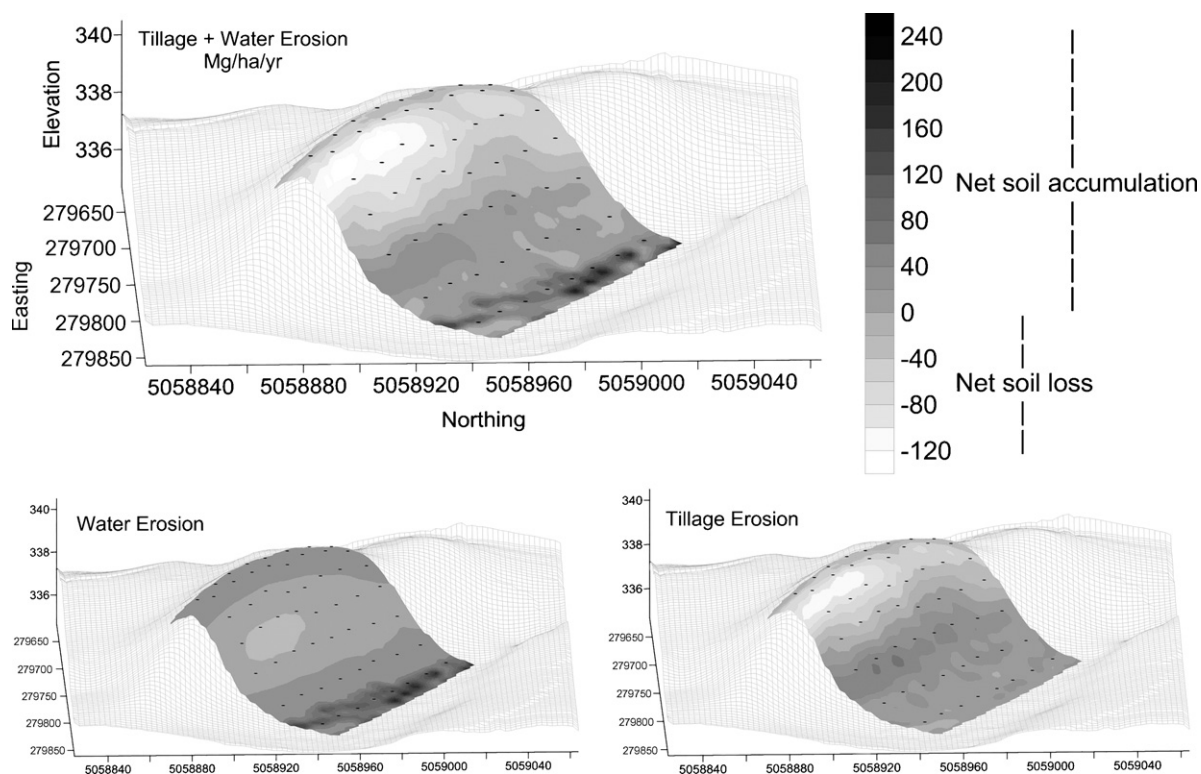 Tillage + Water Erosion
Mg/ha/yr
Elevation
340
338
336
Easting
279650
279700
279750
279800
279850
5058840 5058880 5058920 5058960 5059000 5059040
Northing
240
200
160
120
80
40
0
-40
-80
-120
Net soil accumulation
Net soil loss
Water Erosion
340
338
336
279650
279700
279750
279800
279850
5058840 5058880 5058920 5058960 5059000 5059040
Tillage Erosion
340
338
336
279650
279700
279750
279800
279850
5058840 5058880 5058920 5058960 5059000 5059040